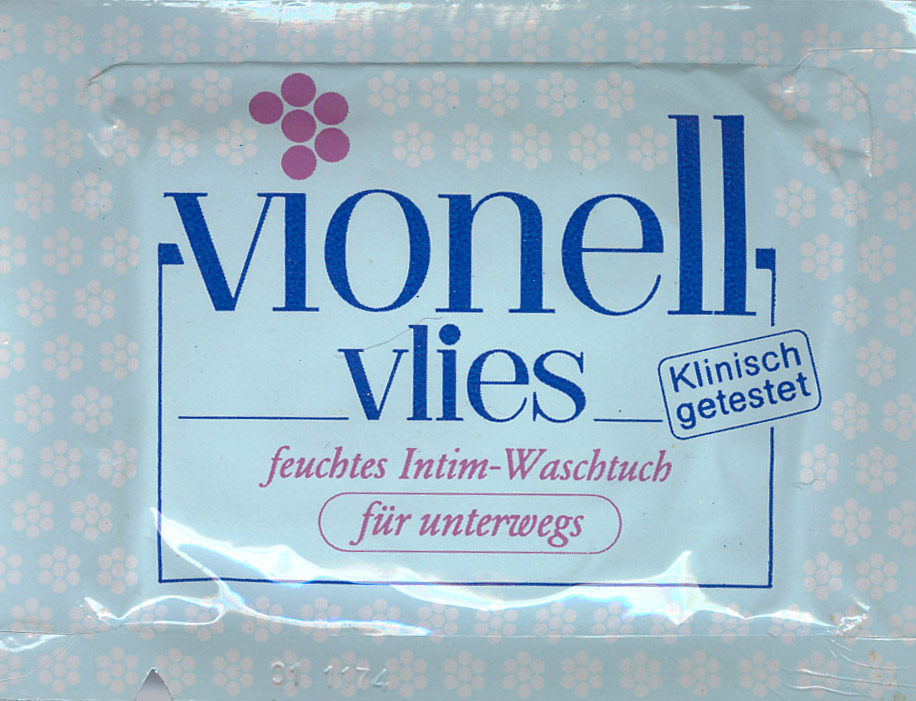 vionell
vlies
Klinisch
getestet
feuchtes Intim-Waschtuch
für unterwegs
01 1174